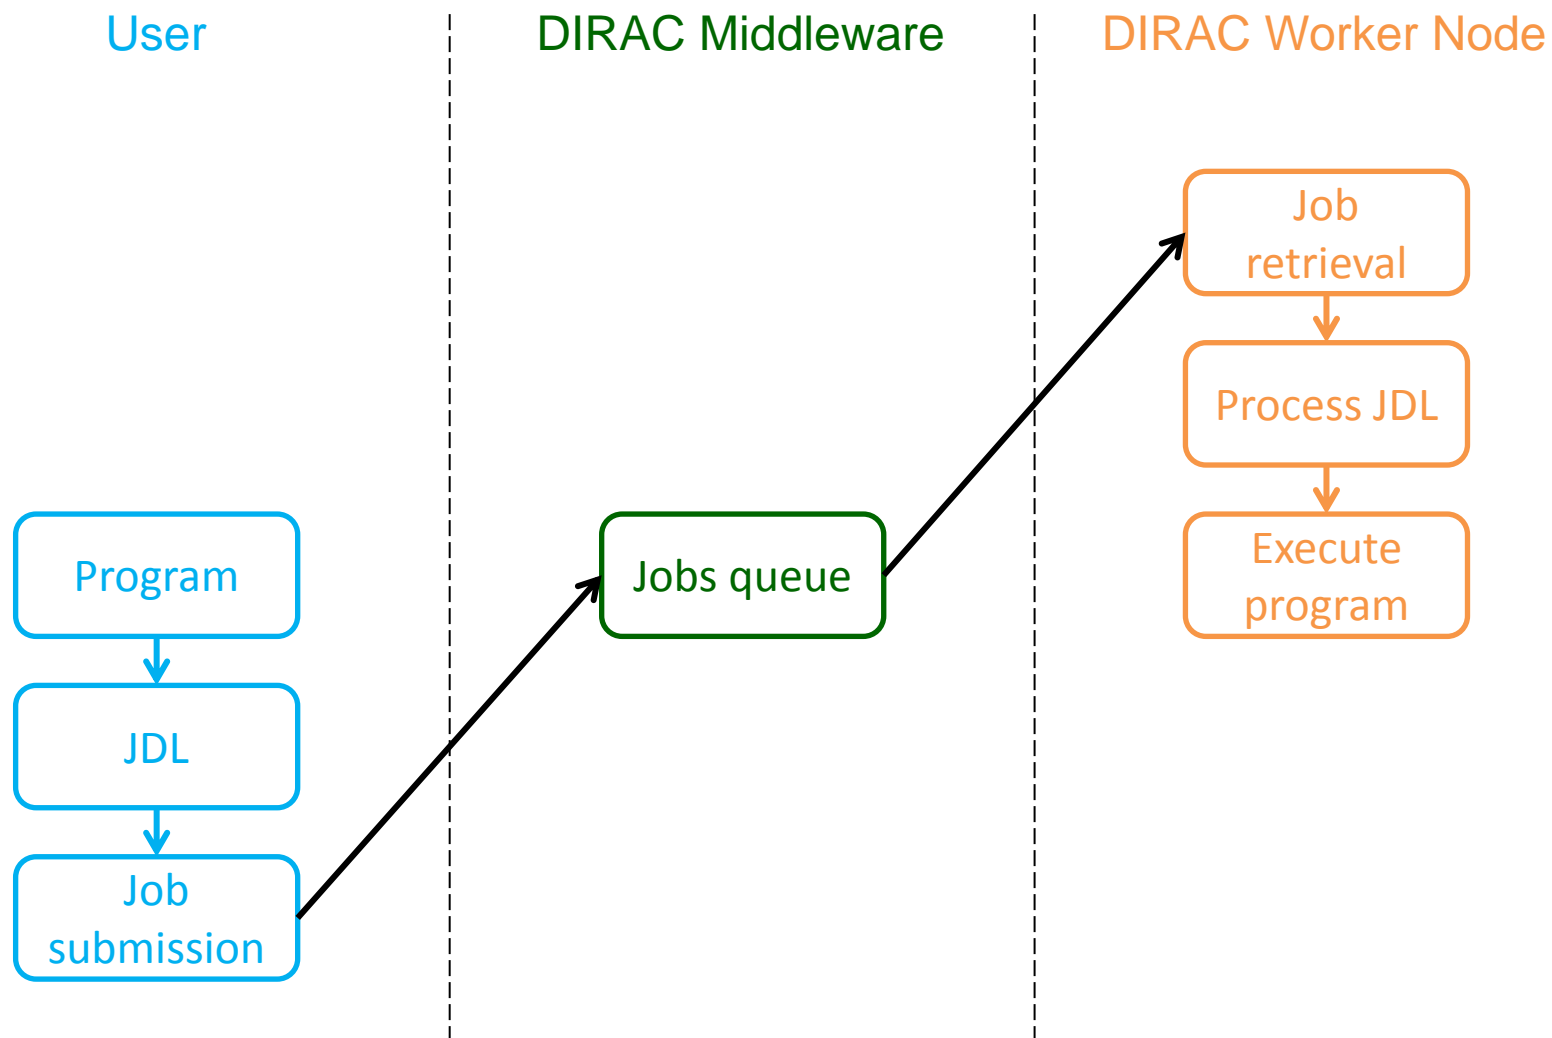 User
DIRAC Middleware
DIRAC Worker Node
Program
JDL
Job
submission
Jobs queue
Job
retrieval
Process JDL
Execute
program